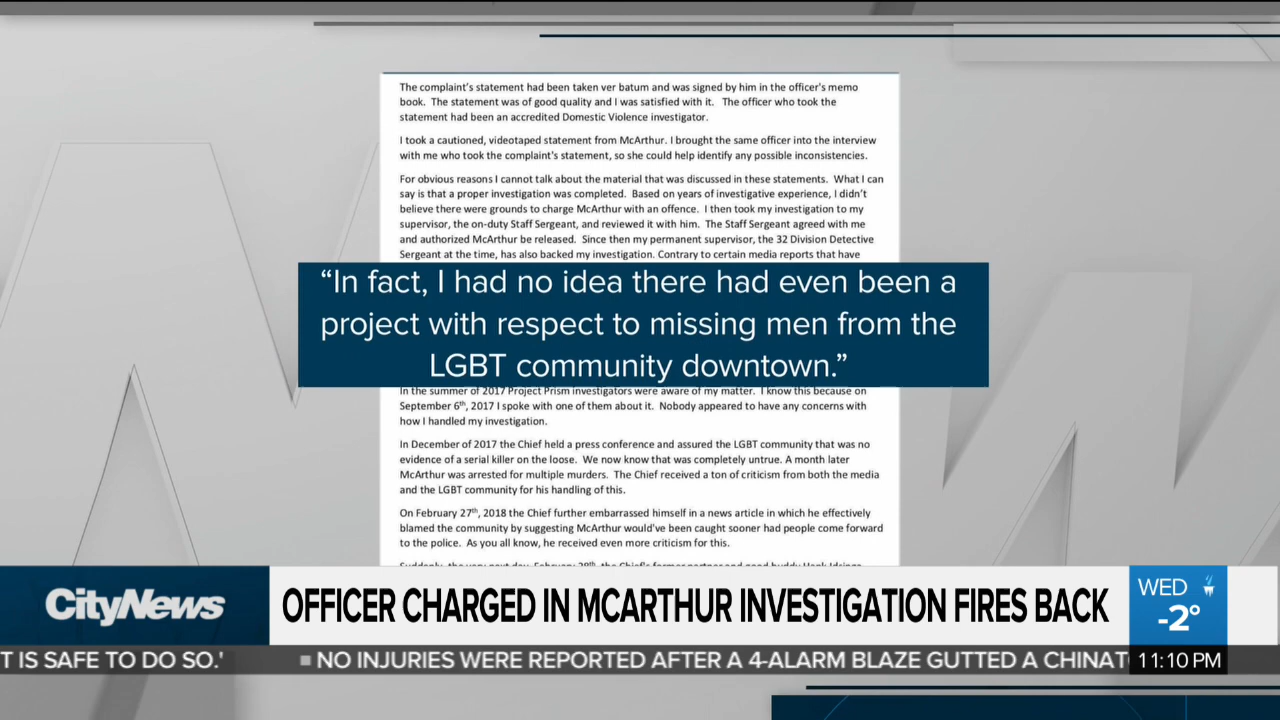 The complaint's statement had been taken ver batum and was signed by him in the officer's memo
book. The statement was of good quality and I was satisfied with it. The officer who took the
statement had been an accredited Domestic Violence investigator.
I took a cautioned, videotaped statement from McArthur. I brought the same officer into the interview
with me who took the complaint's statement, so she could help identify any possible inconsistencies.
For obvious reasons I cannot talk about the material that was discussed in these statements. What I can
say is that a proper investigation was completed. Based on years of investigative experience, I didn't
believe there were grounds to charge McArthur with an offence. I then took my investigation to my
supervisor, the on-duty Staff Sergeant, and reviewed it with him. The Staff Sergeant agreed with me
and authorized McArthur be released. Since then my permanent supervisor, the 32 Division Detective
Sergeant at the time, has also backed my investigation. Contrary to certain media reports that have
“In fact, I had no idea there had even been a
project with respect to missing men from the
LGBT community downtown.”
In the summer of 2017 Project Prism investigators were aware of my matter. I know this because on
September 6th, 2017 I spoke with one of them about it. Nobody appeared to have any concerns with
how I handled my investigation.
In December of 2017 the Chief held a press conference and assured the LGBT community that was no
evidence of a serial killer on the loose. We now know that was completely untrue. A month later
McArthur was arrested for multiple murders. The Chief received a ton of criticism from both the media
and the LGBT community for his handling of this.
On February 27th, 2018 the Chief further embarrassed himself in a news article in which he effectively
blamed the community by suggesting McArthur would've been caught sooner had people come forward
to the police. As you all know, he received even more criticism for this.
Suddenly, the very next day, February 28th, the Chief's former partner and good buddy Hank Idsinga
CityNews
OFFICER CHARGED IN MCARTHUR INVESTIGATION FIRES BACK
WED
-2°
T IS SAFE TO DO SO.' ■ NO INJURIES WERE REPORTED AFTER A 4-ALARM BLAZE GUTTED A CHINAT
11:10 PM